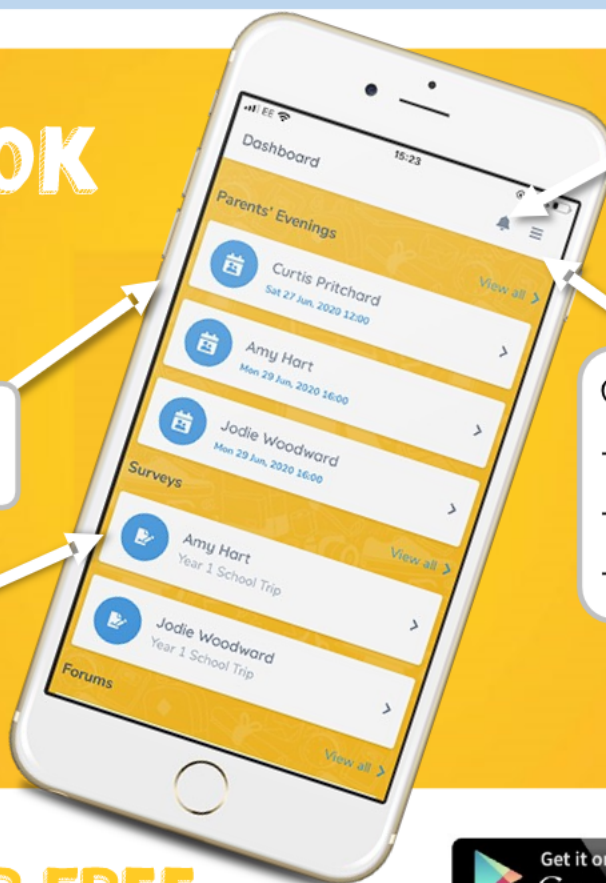 OK
EE
15:23
Dashboard
Parents' Evenings
View all
Curtis Pritchard
Sat 27 Jun, 2020 12:00
Amy Hart
Mon 29 Jun, 2020 16:00
Jodie Woodward
Mon 29 Jun, 2020 16:00
Surveys
View all
Amy Hart
Year 1 School Trip
Jodie Woodward
Year 1 School Trip
Forums
View all
FREE
Get it on